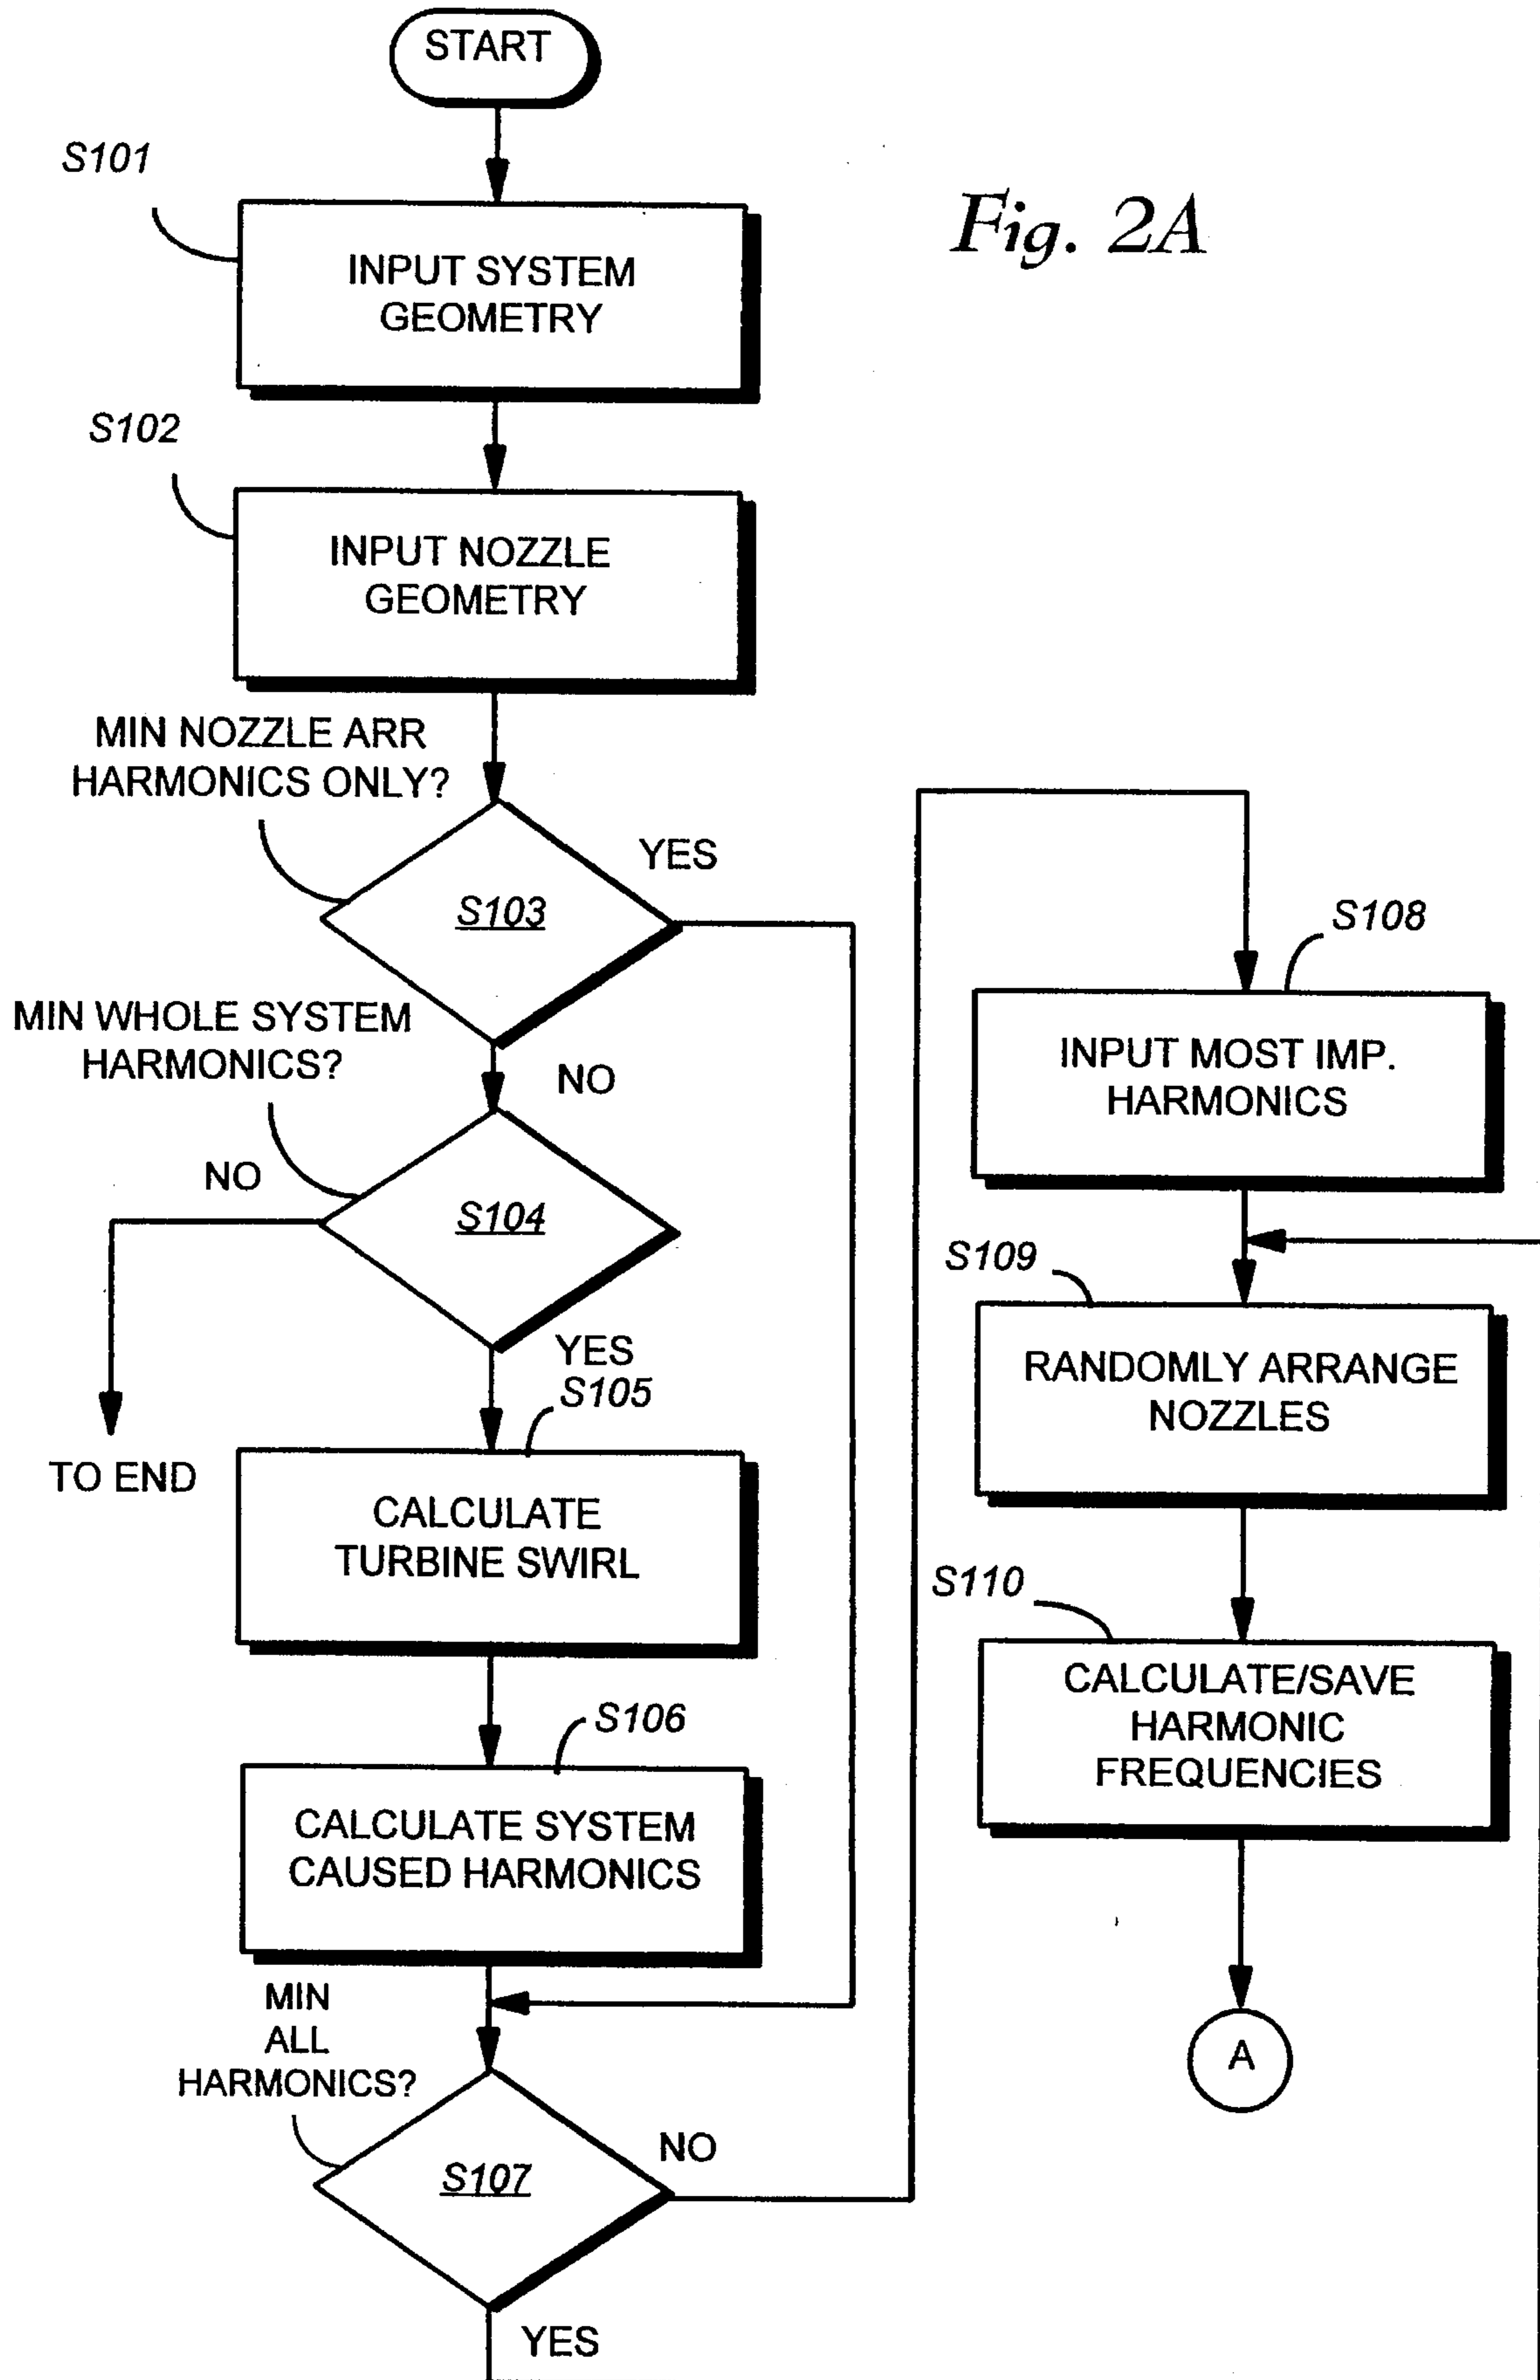 START
S101
Fig. 2A
INPUT SYSTEM
GEOMETRY
S102
INPUT NOZZLE
GEOMETRY
MIN NOZZLE ARR
HARMONICS ONLY?
YES
S103
MIN WHOLE SYSTEM
HARMONICS?
NO
NO
S104
TO END
YES
S105
CALCULATE
TURBINE SWIRL
S106
CALCULATE SYSTEM
CAUSED HARMONICS
MIN
ALL
HARMONICS?
NO
S107
YES
S108
INPUT MOST IMP.
HARMONICS
S109
RANDOMLY ARRANGE
NOZZLES
S110
CALCULATE/SAVE
HARMONIC
FREQUENCIES
A